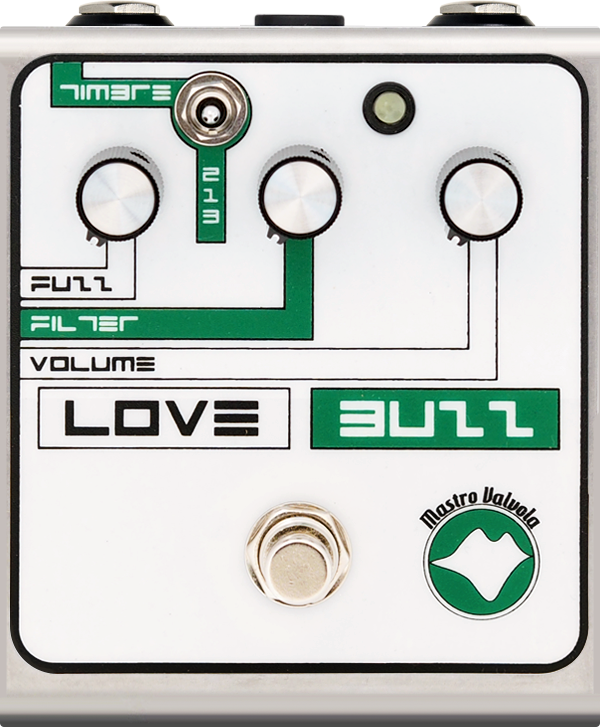 TIMBRE
2
1
3
FUZZ
FILTER
VOLUME
LOVE BUZZ
Mastro Valvola